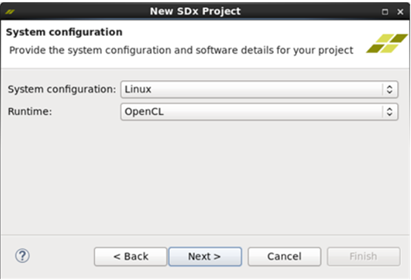 New SDx Project
System configuration
Provide the system configuration and software details for your project
System configuration: Linux
Runtime: OpenCL
? < Back Next > Cancel Finish